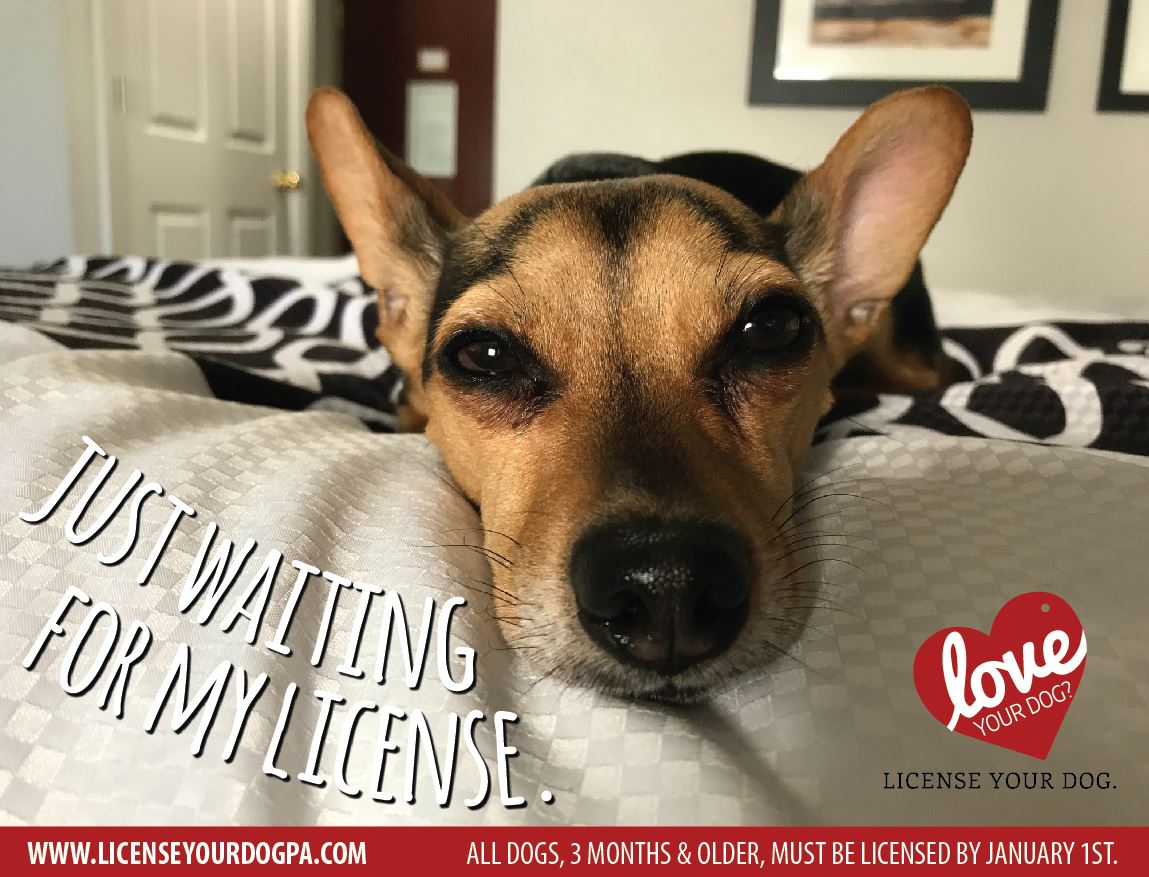 JUST WAITING
FOR MY LICENSE.
love
YOUR DOG?
LICENSE YOUR DOG.
WWW.LICENSEYOURDOGPA.COM
ALL DOGS, 3 MONTHS & OLDER, MUST BE LICENSED BY JANUARY 1ST.